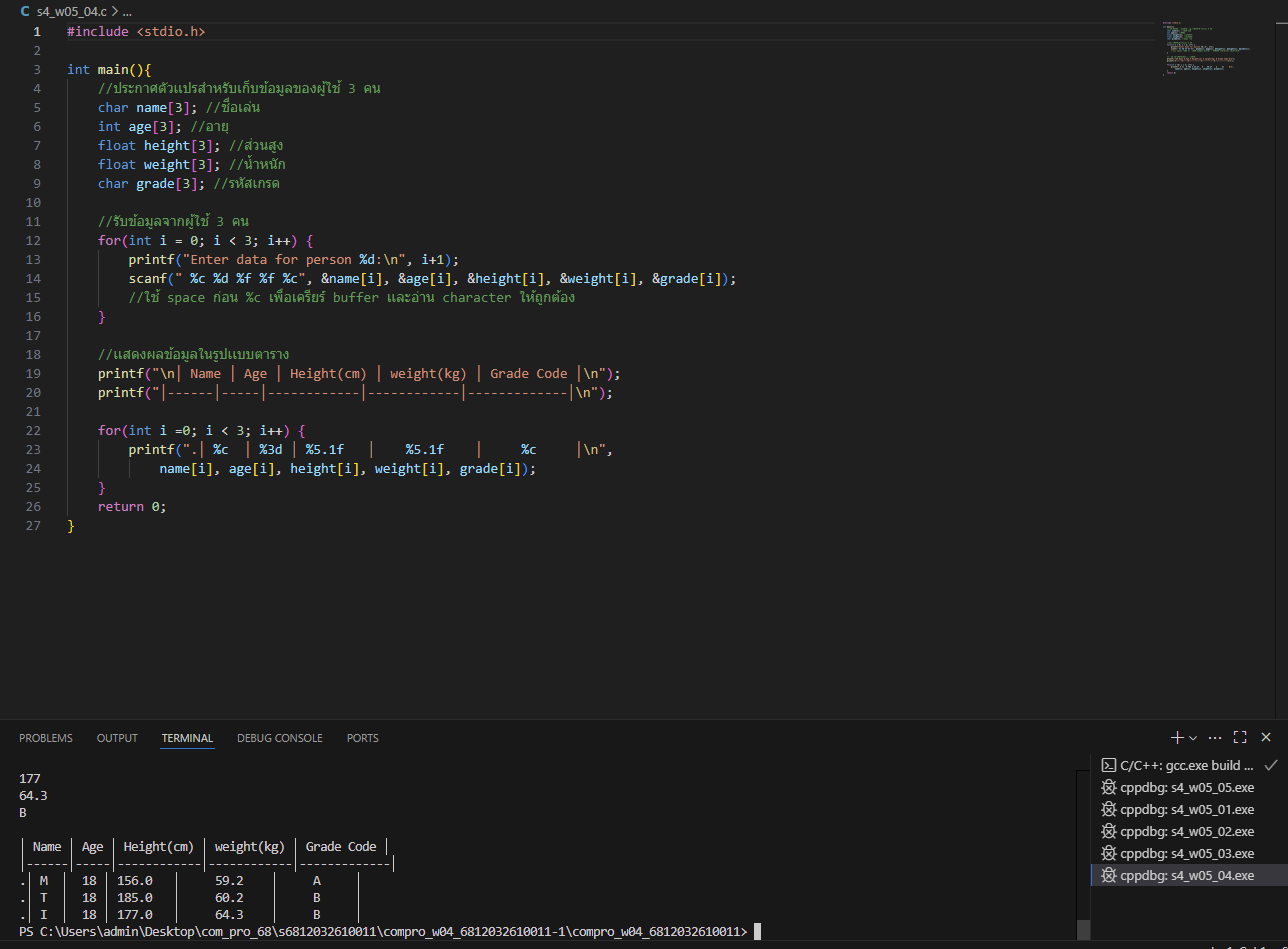 C s4_w05_04.c > ...
1 #include <stdio.h>
2
3 int main(){
4 //ประกาศตัวแปรสำหรับเก็บข้อมูลของผู้ใช้ 3 คน
5 char name[3]; //ชื่อเล่น
6 int age[3]; //อายุ
7 float height[3]; //ส่วนสูง
8 float weight[3]; //น้ำหนัก
9 char grade[3]; //รหัสเกรด
10
11 //รับข้อมูลจากผู้ใช้ 3 คน
12 for(int i = 0; i < 3; i++) {
13 printf("Enter data for person %d:\n", i+1);
14 scanf(" %c %d %f %f %c", &name[i], &age[i], &height[i], &weight[i], &grade[i]);
15 //ใช้ space ก่อน %c เพื่อเครียร์ buffer และอ่าน character ให้ถูกต้อง
16 }
17
18 //แสดงผลข้อมูลในรูปแบบตาราง
19 printf("\n| Name | Age | Height(cm) | weight(kg) | Grade Code |\n");
20 printf("|------|-----|------------|------------|-------------|\n");
21
22 for(int i =0; i < 3; i++) {
23 printf(".| %c  | %3d | %5.1f   |    %5.1f    |     %c     |\n",
24 name[i], age[i], height[i], weight[i], grade[i]);
25 }
26 return 0;
27 }
PROBLEMS OUTPUT TERMINAL DEBUG CONSOLE PORTS
177
64.3
B
| Name | Age | Height(cm) | weight(kg) | Grade Code |
|------|-----|------------|------------|-------------|
.| M  |  18 | 156.0   |     59.2    |     A     |
.| T  |  18 | 185.0   |     60.2    |     B     |
.| I  |  18 | 177.0   |     64.3    |     B     |
PS C:\Users\admin\Desktop\com_pro_68\s6812032610011\compro_w04_6812032610011-1\compro_w04_6812032610011>
C/C++: gcc.exe build ...
cppdbg: s4_w05_05.exe
cppdbg: s4_w05_01.exe
cppdbg: s4_w05_02.exe
cppdbg: s4_w05_03.exe
cppdbg: s4_w05_04.exe